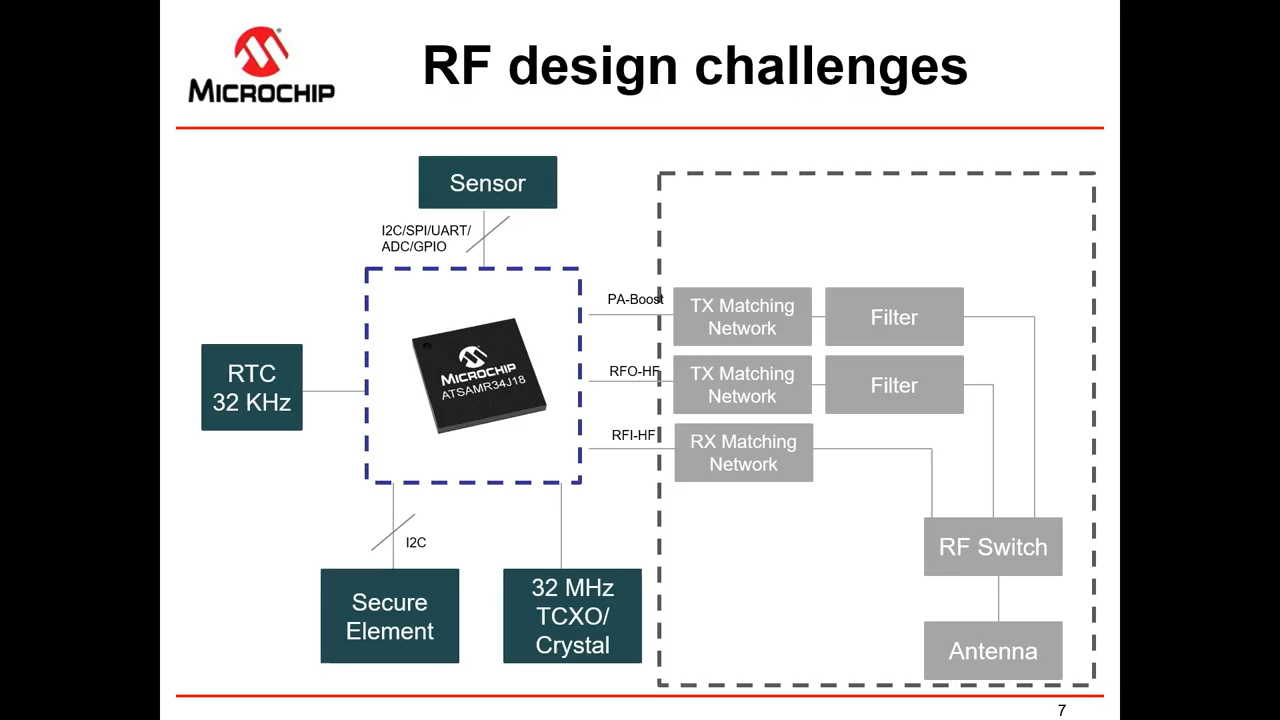 MICROCHIP
RF design challenges
Sensor
I2C/SPI/UART/
ADC/GPIO
PA-Boost
TX Matching
Network
Filter
RFO-HF
TX Matching
Network
Filter
RTC
32 KHz
MICROCHIP
ATSAMR34J18
RFI-HF
RX Matching
Network
I2C
RF Switch
Secure
Element
32 MHz
TCXO/
Crystal
Antenna
7